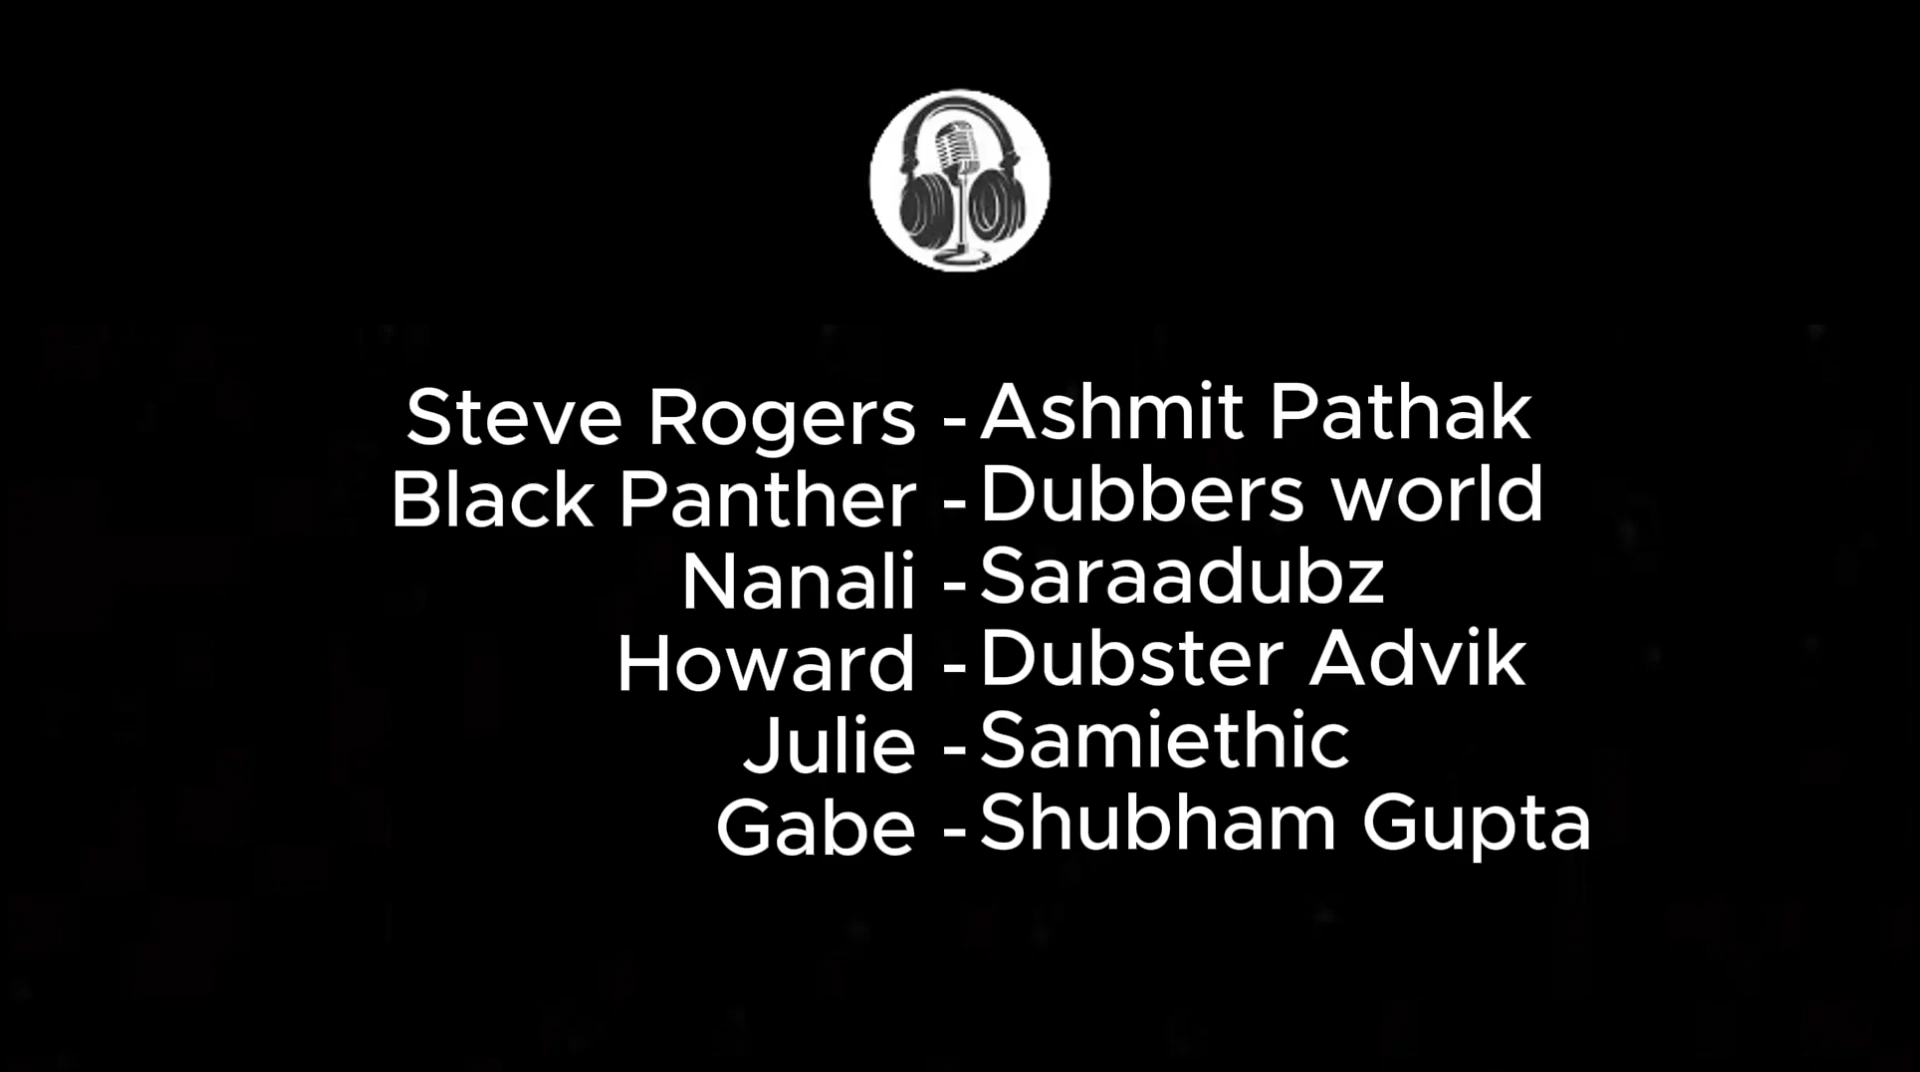 Steve Rogers - Ashmit Pathak
Black Panther - Dubbers world
Nanali - Saraadubz
Howard - Dubster Advik
Julie - Samiethic
Gabe - Shubham Gupta